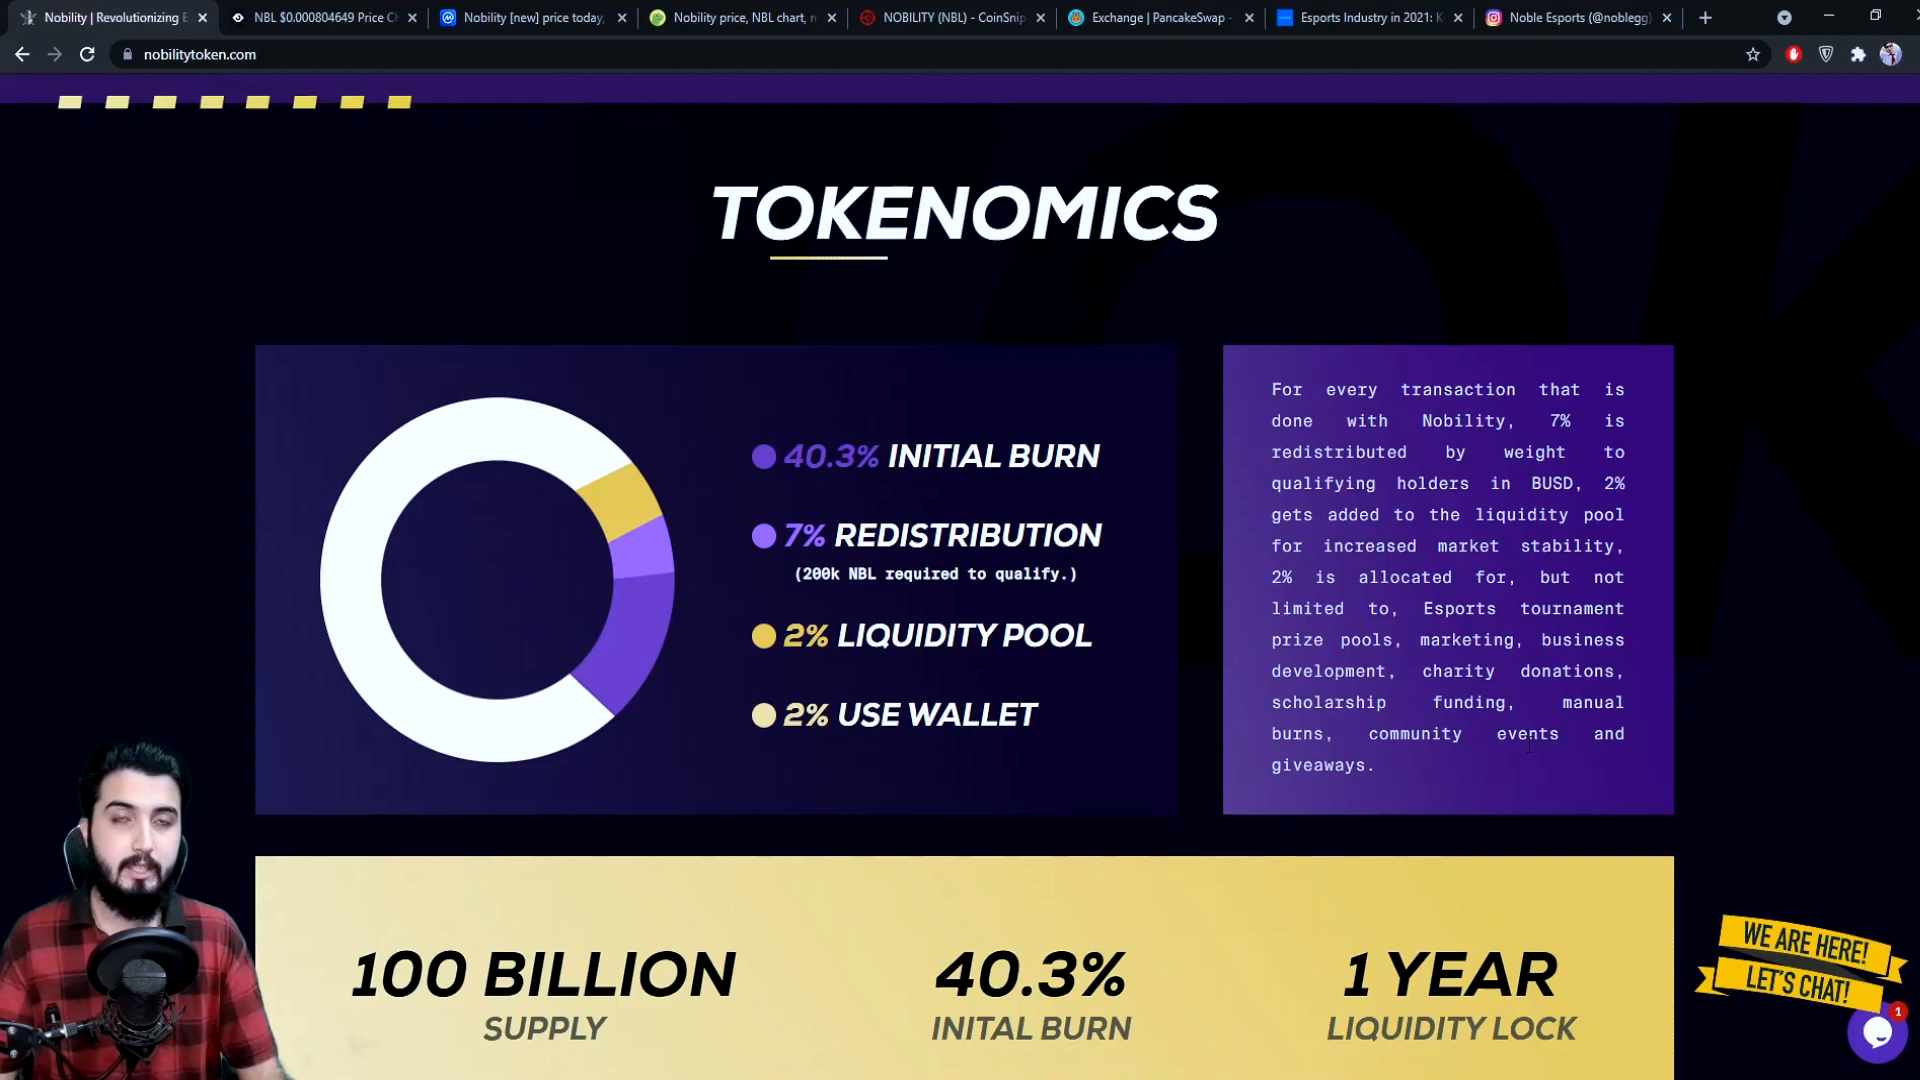 Nobility | Revolutionizing E
NBL $0.000804649 Price C
Nobility [new] price today,
Nobility price, NBL chart, m
NOBILITY (NBL) - CoinSnip
Exchange | PancakeSwap -
Esports Industry in 2021: K
Noble Esports (@noblegg)
nobilitytoken.com
TOKENOMICS
40.3% INITIAL BURN
7% REDISTRIBUTION
(200k NBL required to qualify.)
2% LIQUIDITY POOL
2% USE WALLET
For every transaction that is
done with Nobility, 7% is
redistributed by weight to
qualifying holders in BUSD, 2%
gets added to the liquidity pool
for increased market stability,
2% is allocated for, but not
limited to, Esports tournament
prize pools, marketing, business
development, charity donations,
scholarship funding, manual
burns, community events and
giveaways.
100 BILLION
SUPPLY
40.3%
INITAL BURN
1 YEAR
LIQUIDITY LOCK
WE ARE HERE!
LET'S CHAT!
1